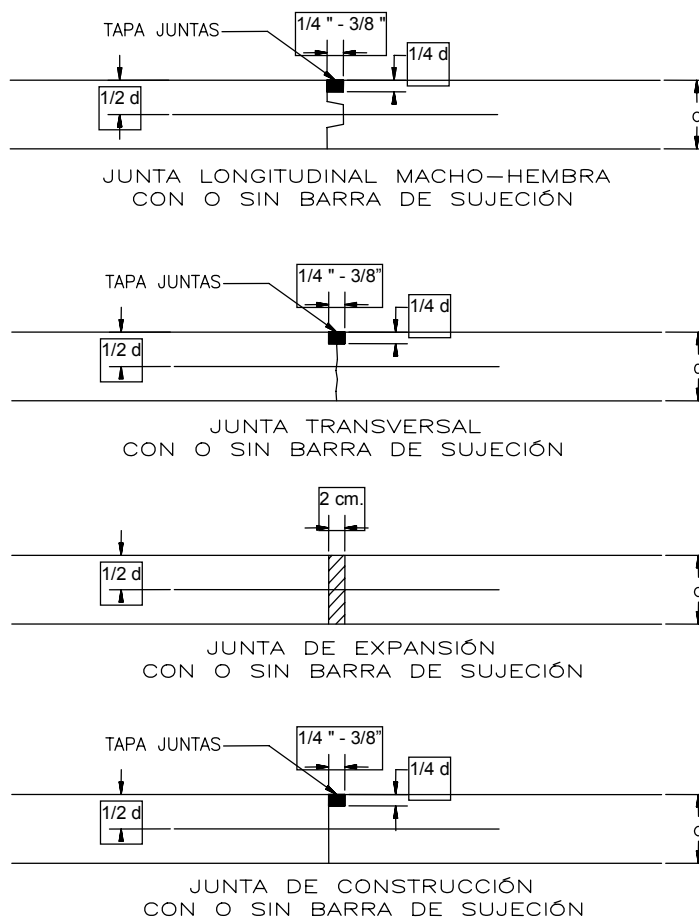 1/4 " - 3/8 "
TAPA JUNTAS
1/4 d
1/2 d
d
JUNTA LONGITUDINAL MACHO-HEMBRA
CON O SIN BARRA DE SUJECIÓN
1/4 " - 3/8”
TAPA JUNTAS
1/4 d
1/2 d
d
JUNTA TRANSVERSAL
CON O SIN BARRA DE SUJECIÓN
2 cm.
1/2 d
d
JUNTA DE EXPANSIÓN
CON O SIN BARRA DE SUJECIÓN
1/4 " - 3/8”
TAPA JUNTAS
1/4 d
1/2 d
d
JUNTA DE CONSTRUCCIÓN
CON O SIN BARRA DE SUJECIÓN